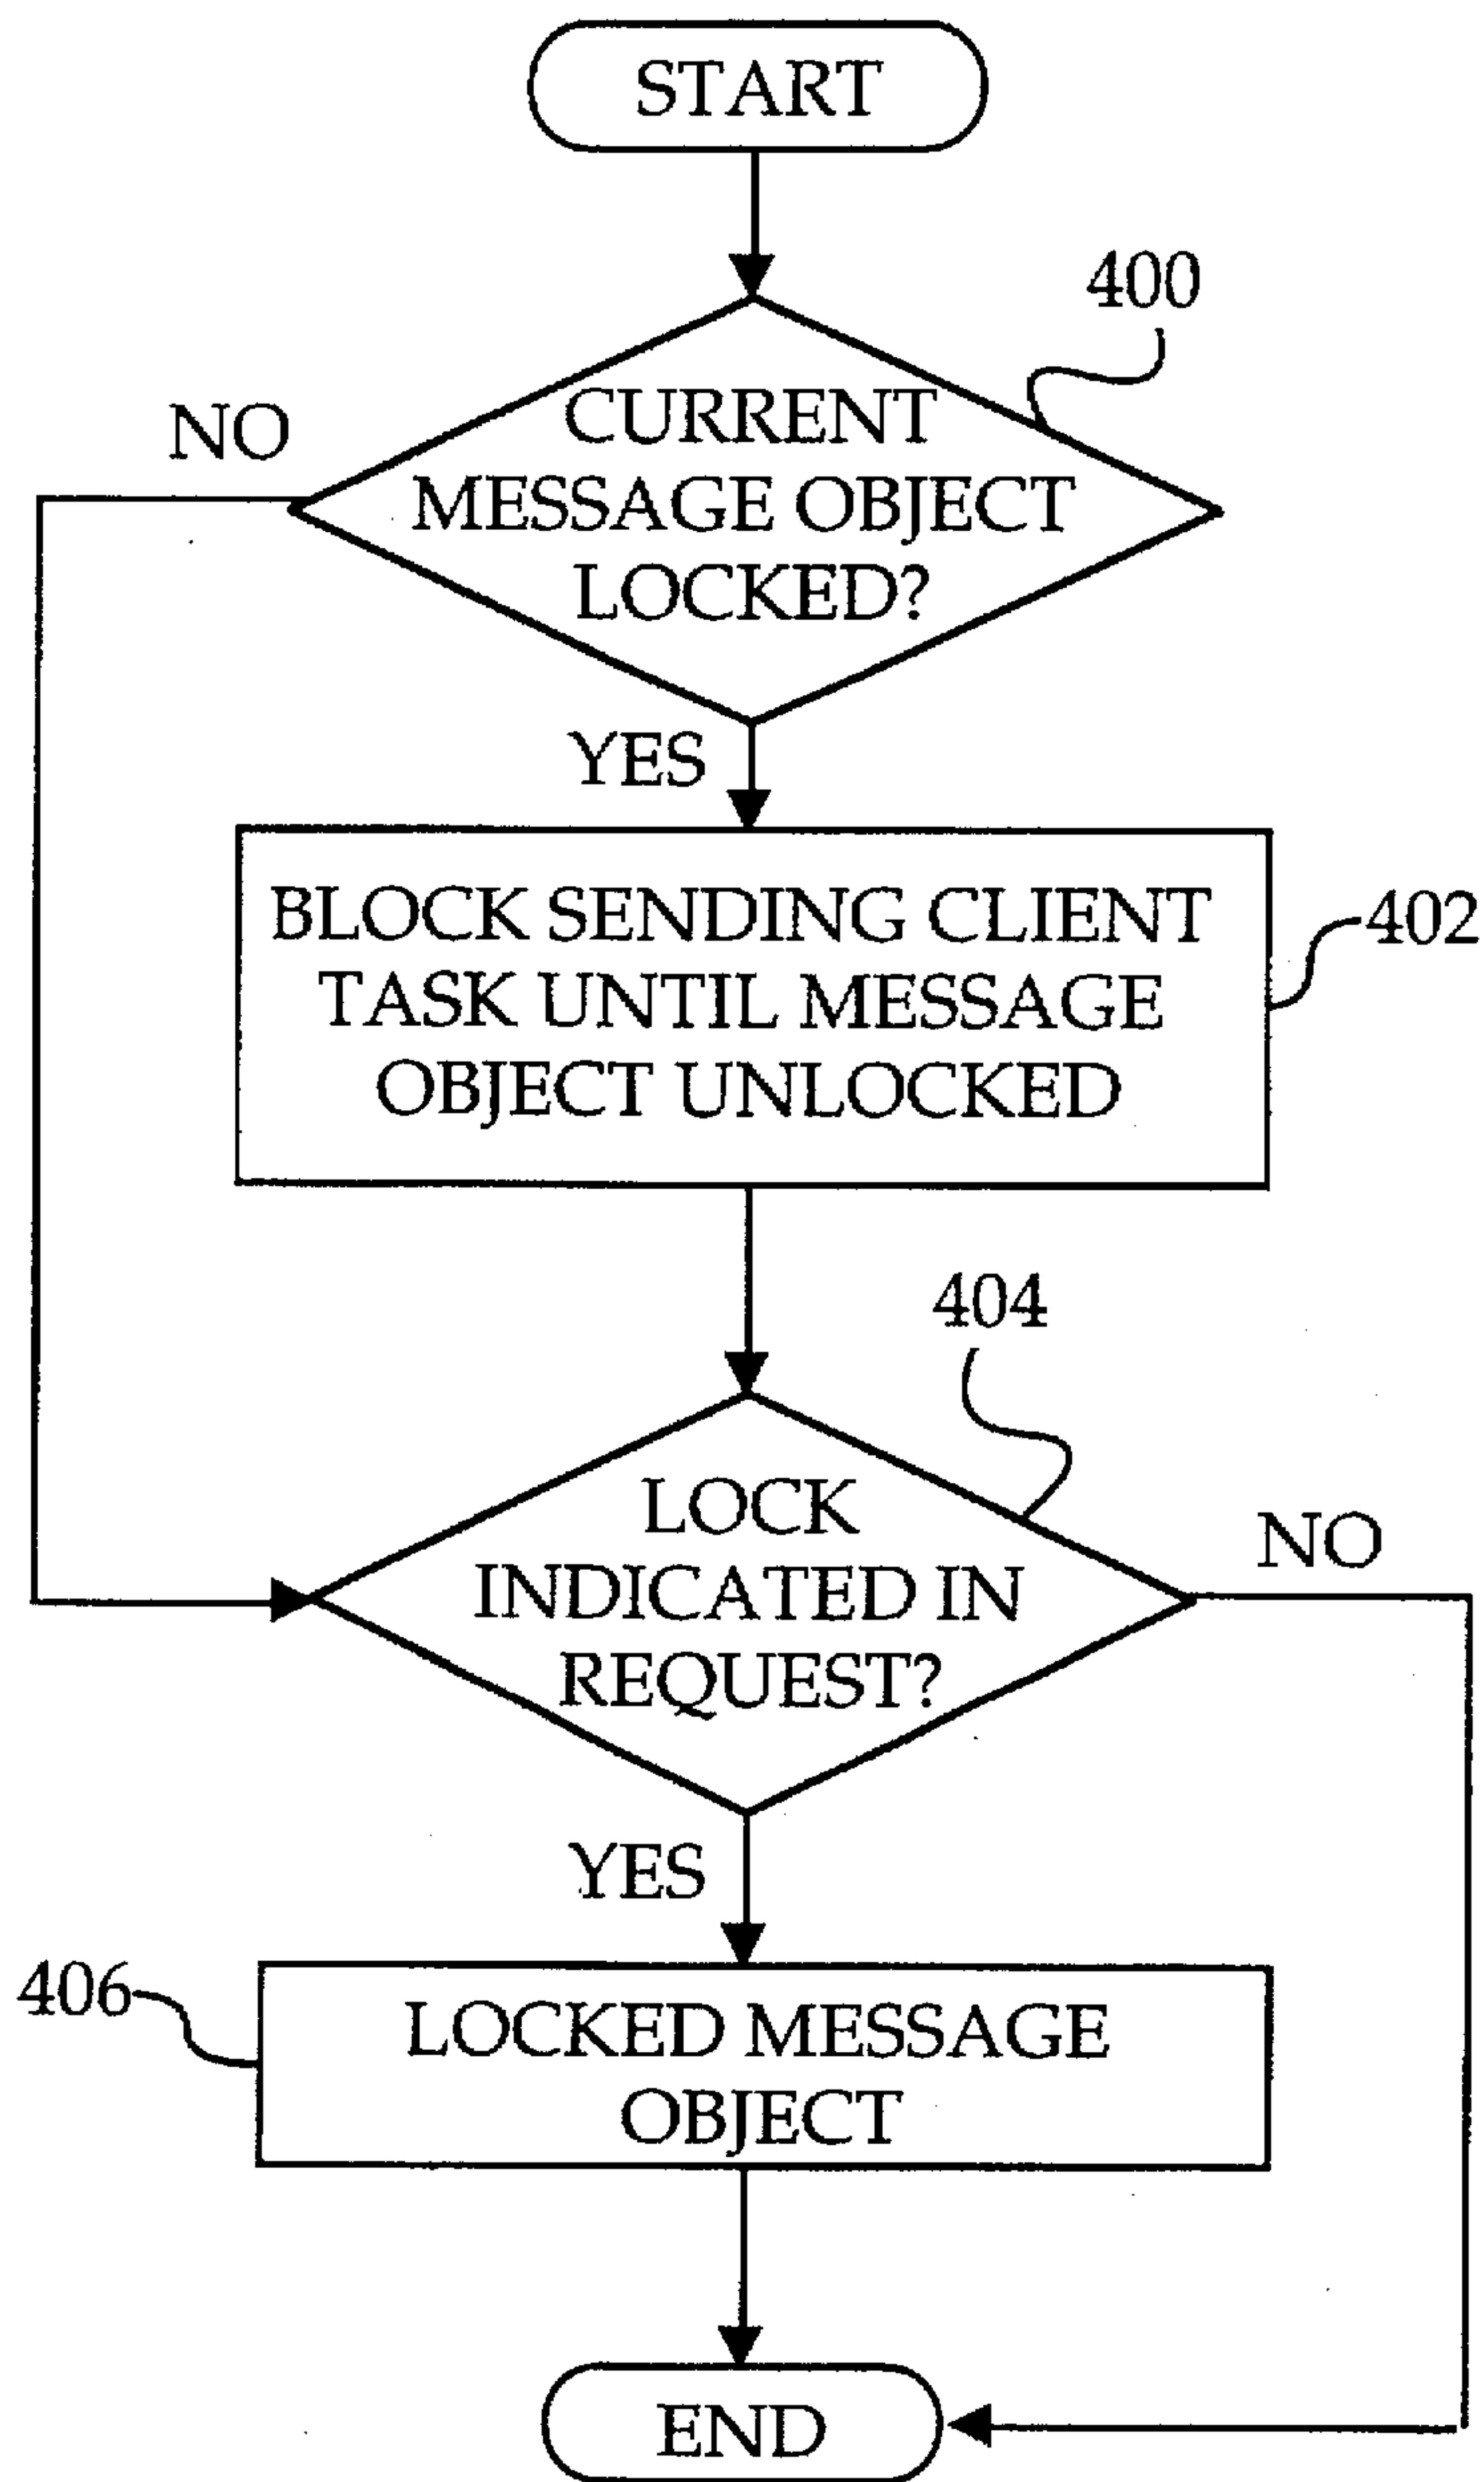 START
400
CURRENT
MESSAGE OBJECT
LOCKED?
NO
YES
BLOCK SENDING CLIENT
TASK UNTIL MESSAGE
OBJECT UNLOCKED
402
404
LOCK
INDICATED IN
REQUEST?
NO
YES
406
LOCKED MESSAGE
OBJECT
END